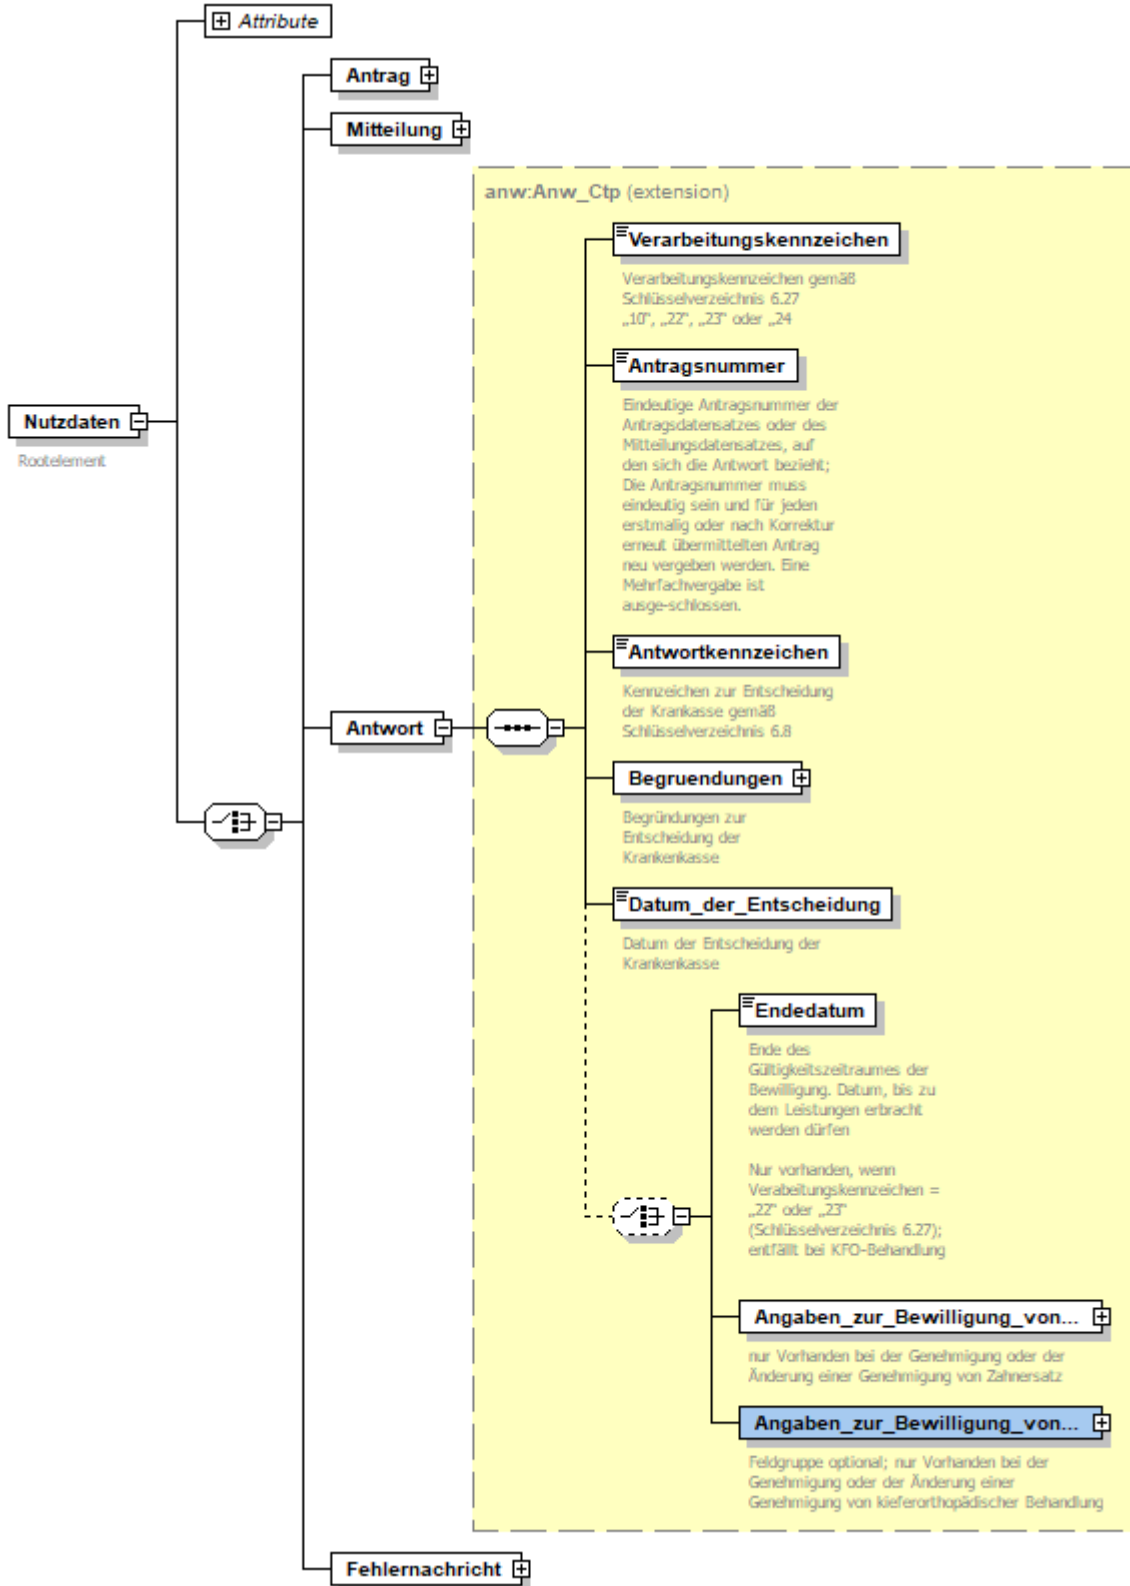 Attribute
Antrag
Mitteilung
anw:Anw_Ctp (extension)
Verarbeitungskennzeichen
Verarbeitungskennzeichen gemäß
Schlüsselverzeichnis 6.27
„10“, „22“, „23“ oder „24
Antragsnummer
Eindeutige Antragsnummer der
Antragsdatensatzes oder des
Mitteilungsdatensatzes, auf
den sich die Antwort bezieht;
Die Antragsnummer muss
eindeutig sein und für jeden
erstmalig oder nach Korrektur
erneut übermittelten Antrag
neu vergeben werden. Eine
Mehrfachvergabe ist
ausge-schlossen.
Nutzdaten
Rootelement
Antwortkennzeichen
Kennzeichen zur Entscheidung
der Krankasse gemäß
Schlüsselverzeichnis 6.8
Antwort
Begruendungen
Begründungen zur
Entscheidung der
Krankenkasse
Datum_der_Entscheidung
Datum der Entscheidung der
Krankenkasse
Endedatum
Ende des
Gültigkeitszeitraumes der
Bewilligung. Datum, bis zu
dem Leistungen erbracht
werden dürfen
Nur vorhanden, wenn
Verabeitungskennzeichen =
„22“ oder „23“
(Schlüsselverzeichnis 6.27);
entfällt bei KFO-Behandlung
Angaben_zur_Bewilligung_von...
nur Vorhanden bei der Genehmigung oder der
Änderung einer Genehmigung von Zahnersatz
Angaben_zur_Bewilligung_von...
Feldgruppe optional; nur Vorhanden bei der
Genehmigung oder der Änderung einer
Genehmigung von kieferorthopädischer Behandlung
Fehlernachricht